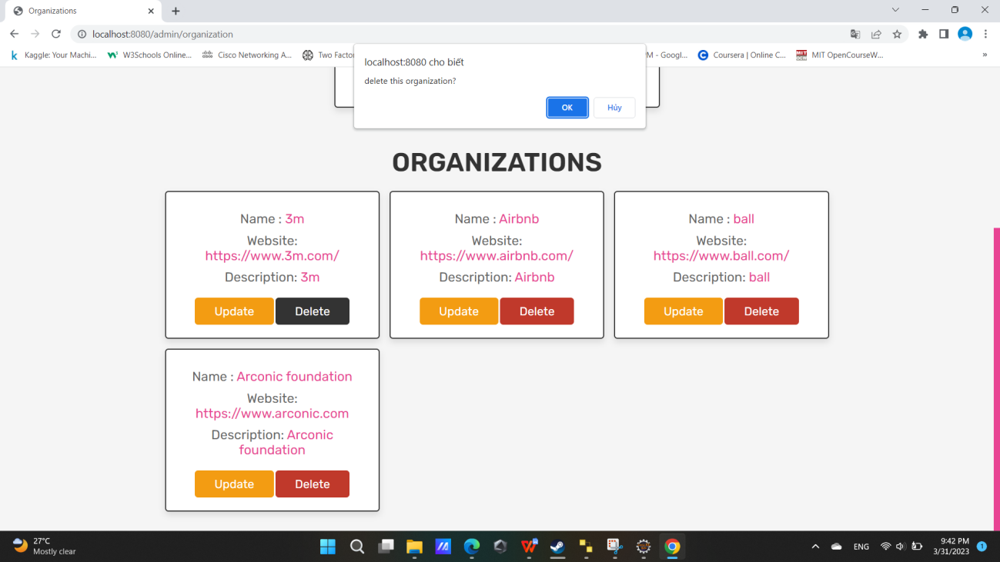 Organizations
localhost:8080/admin/organization
Kaggle: Your Machi...
W3Schools Online...
Cisco Networking A...
Two Facto
M - Googl...
Coursera | Online C...
MIT OpenCourseW...
»
localhost:8080 cho biết
delete this organization?
OK
Hủy
ORGANIZATIONS
Name : 3m
Website:
https://www.3m.com/
Description: 3m
Update
Delete
Name : Airbnb
Website:
https://www.airbnb.com/
Description: Airbnb
Update
Delete
Name : ball
Website:
https://www.ball.com/
Description: ball
Update
Delete
Name : Arconic foundation
Website:
https://www.arconic.com
Description: Arconic
foundation
Update
Delete
27°C
Mostly clear
ENG
9:42 PM
3/31/2023
1